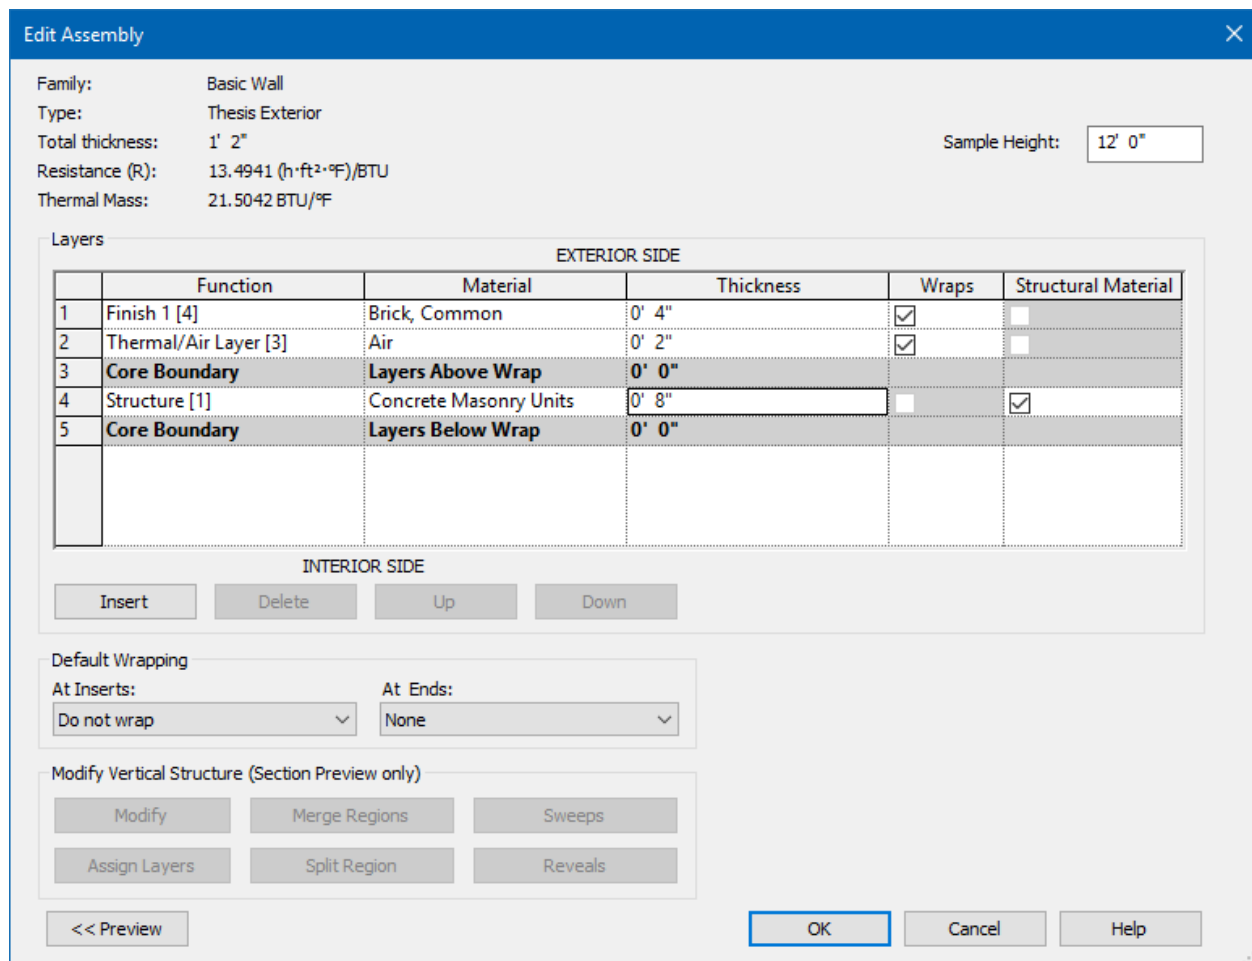 Edit Assembly
Family: Basic Wall
Type: Thesis Exterior
Total thickness: 1' 2"
Sample Height: 12' 0"
Resistance (R): 13.4941 (h·ft²·°F)/BTU
Thermal Mass: 21.5042 BTU/°F
Layers
EXTERIOR SIDE
Function Material Thickness Wraps Structural Material
1 Finish 1 [4] Brick, Common 0' 4"
2 Thermal/Air Layer [3] Air 0' 2"
3 Core Boundary Layers Above Wrap 0' 0"
4 Structure [1] Concrete Masonry Units 0' 8"
5 Core Boundary Layers Below Wrap 0' 0"
INTERIOR SIDE
Insert Delete Up Down
Default Wrapping
At Inserts: At Ends:
Do not wrap None
Modify Vertical Structure (Section Preview only)
Modify Merge Regions Sweeps
Assign Layers Split Region Reveals
<< Preview OK Cancel Help